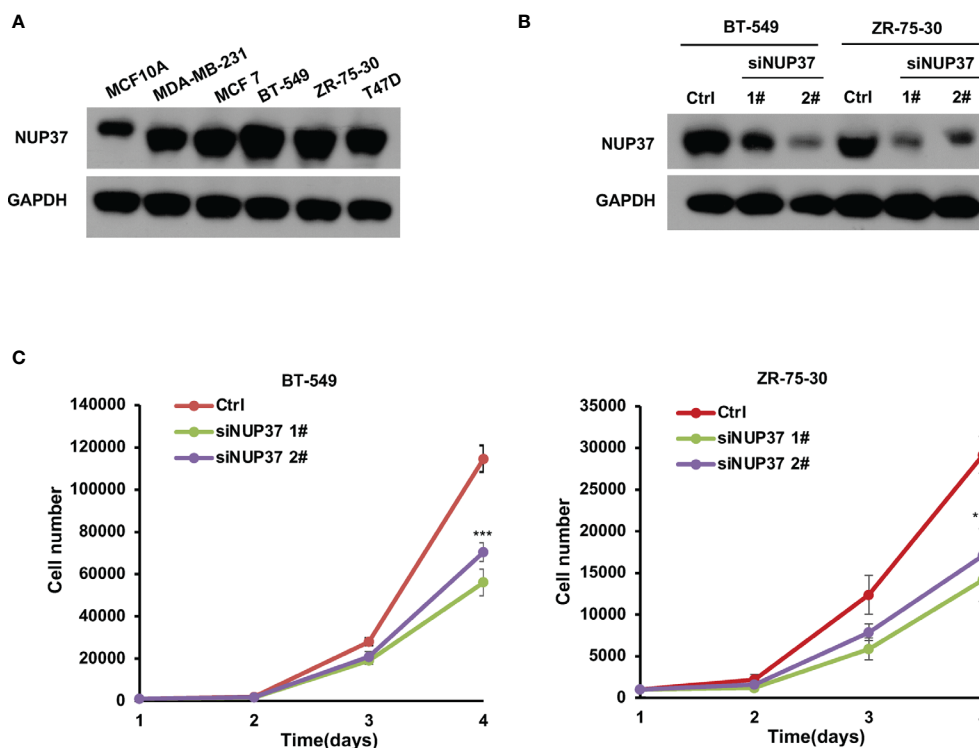 A
MCF10A
MDA-MB-231
MCF 7
BT-549
ZR-75-30
T47D
NUP37
GAPDH
B
BT-549 ZR-75-30
siNUP37 siNUP37
Ctrl 1# 2# Ctrl 1# 2#
NUP37
GAPDH
C
BT-549
140000
120000
100000
80000
60000
40000
20000
0
Cell number
Ctrl
siNUP37 1#
siNUP37 2#
***
1 2 3 4
Time(days)
ZR-75-30
35000
30000
25000
20000
15000
10000
5000
0
Cell number
Ctrl
siNUP37 1#
siNUP37 2#
1 2 3
Time(days)